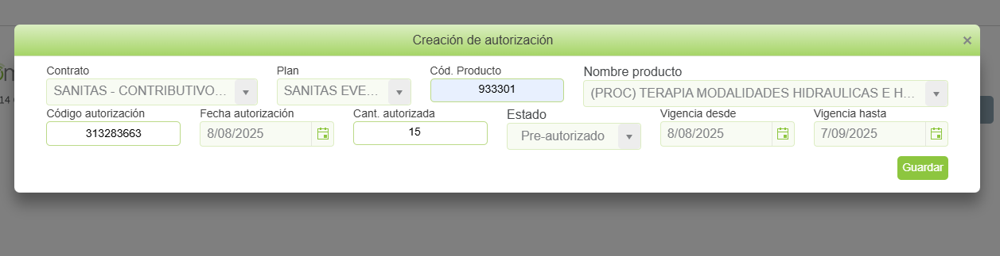 Creación de autorización ×
Contrato Plan Cód. Producto Nombre producto
SANITAS - CONTRIBUTIVO... SANITAS EVE... 933301 (PROC) TERAPIA MODALIDADES HIDRAULICAS E H...
Código autorización Fecha autorización Cant. autorizada Estado Vigencia desde Vigencia hasta
313283663 8/08/2025 15 Pre-autorizado 8/08/2025 7/09/2025
Guardar